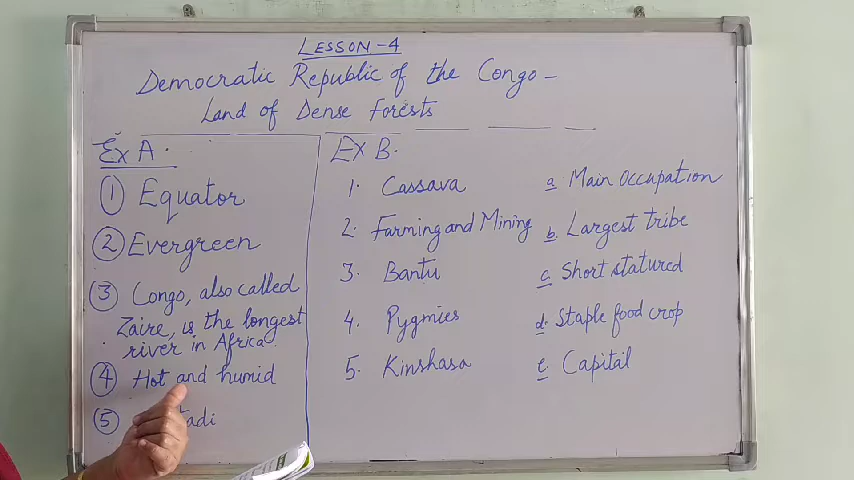 LESSON-4
Democratic Republic of the Congo-
Land of Dense Forests
Ex A.
1 Equator
2 Evergreen
3 Congo, also called
Zaire, is the longest
river in Africa.
4 Hot and humid
5 tadi
Ex B.
1. Cassava
2. Farming and Mining
3. Bantu
4. Pygmies
5. Kinshasa
a. Main Occupation
b. Largest tribe
c. Short statured
d. Staple food crop
e. Capital